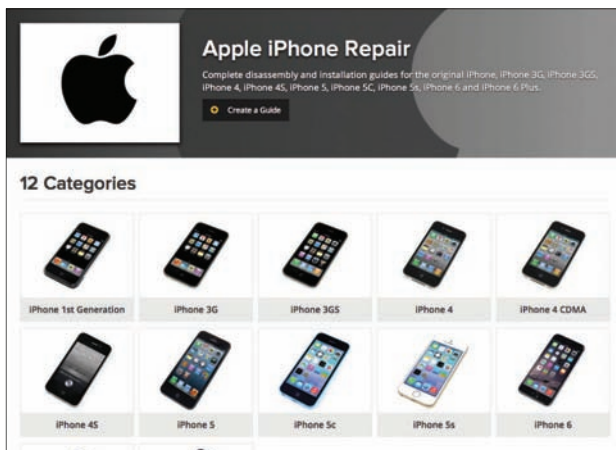 Apple iPhone Repair
Complete disassembly and installation guides for the original iPhone, iPhone 3G, iPhone 3GS,
iPhone 4, iPhone 4S, iPhone 5, iPhone 5C, iPhone 5s, iPhone 6 and iPhone 6 Plus.
Create a Guide
12 Categories
iPhone 1st Generation
iPhone 3G
iPhone 3GS
iPhone 4
iPhone 4 CDMA
iPhone 4S
iPhone 5
iPhone 5c
iPhone 5s
iPhone 6